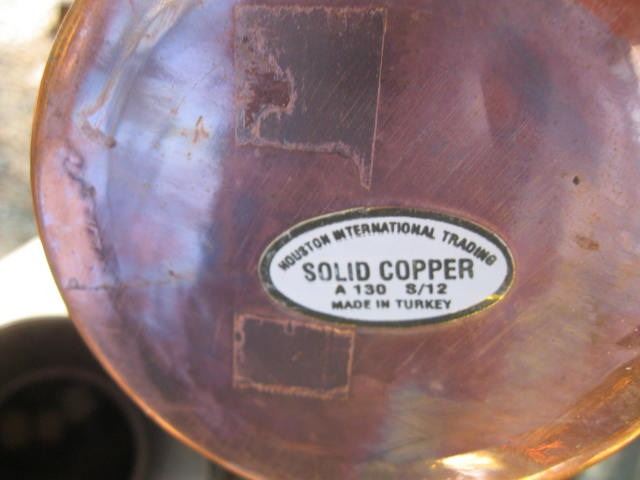 HOUSTON INTERNATIONAL TRADING
SOLID COPPER
A 130 S/12
MADE IN TURKEY